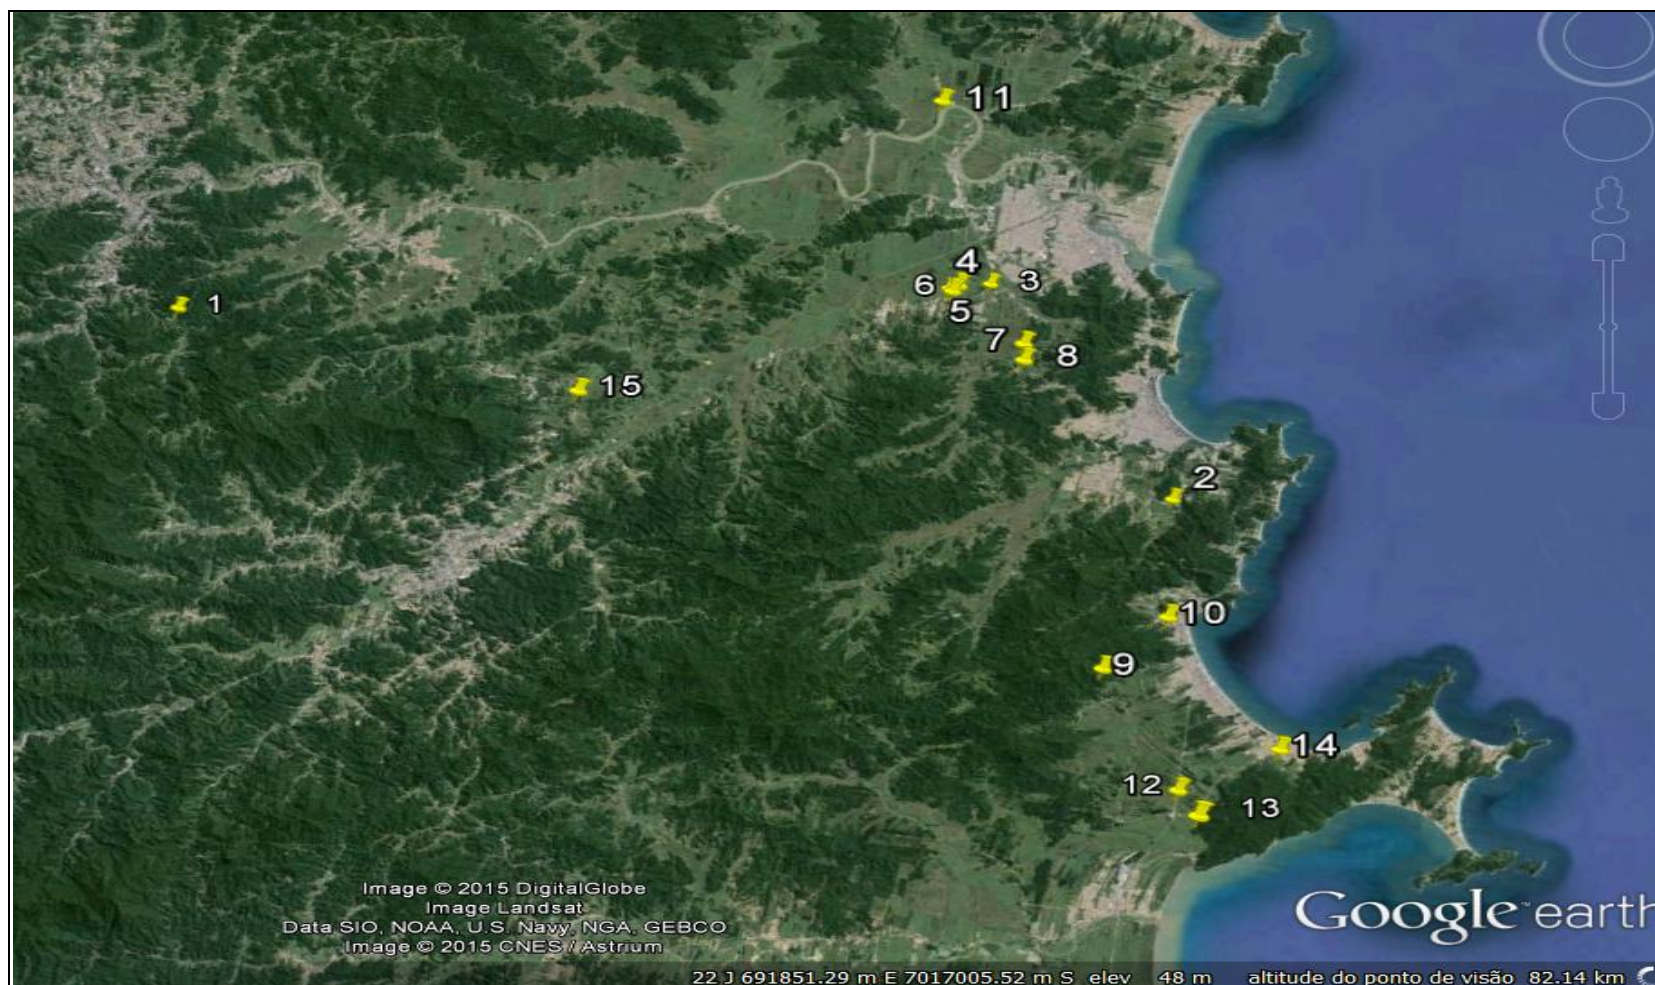 11
4
1
6
3
5
7
8
15
2
10
9
14
12
13
Image © 2015 DigitalGlobe
Image Landsat
Data SIO, NOAA, U.S. Navy, NGA, GEBCO
Image © 2015 CNES / Astrium
Google earth
22 J 691851.29 m E 7017005.52 m S elev 48 m altitude do ponto de visão 82.14 km